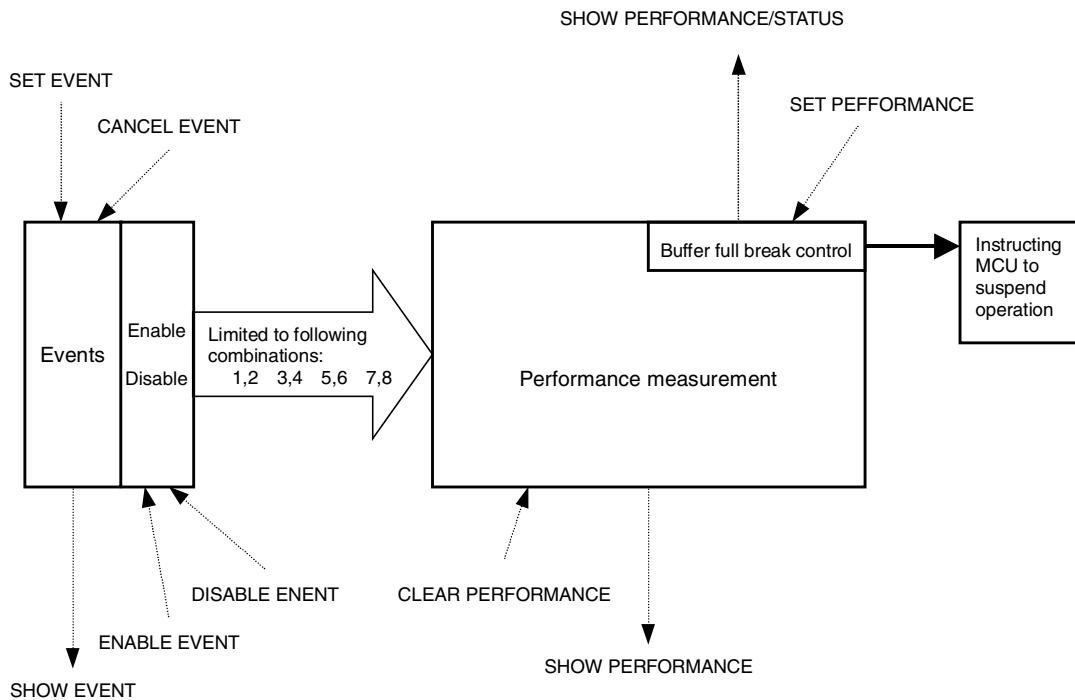 SHOW PERFORMANCE/STATUS
SET EVENT
SET PEFFORMANCE
CANCEL EVENT
Buffer full break control
Instructing
MCU to
suspend
operation
Events
Enable
Disable
Limited to following
combinations:
1,2 3,4 5,6 7,8
Performance measurement
DISABLE ENENT
CLEAR PERFORMANCE
ENABLE EVENT
SHOW PERFORMANCE
SHOW EVENT